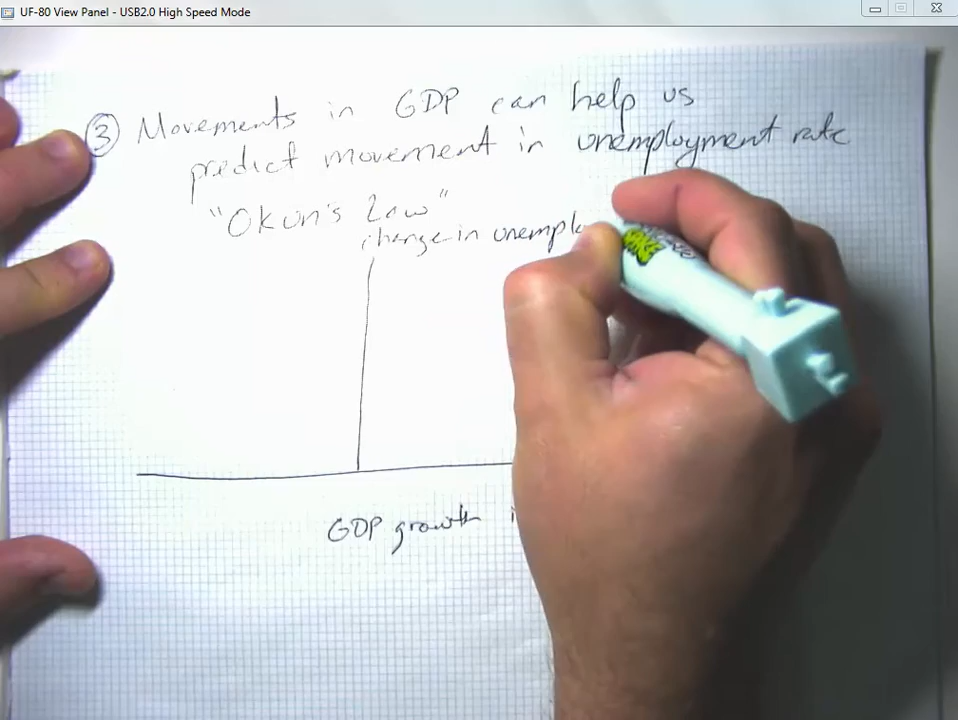 UF-80 View Panel - USB2.0 High Speed Mode
③ Movements in GDP can help us
predict movement in unemployment rate
"Okun's Law"
change in unempl
GDP growth